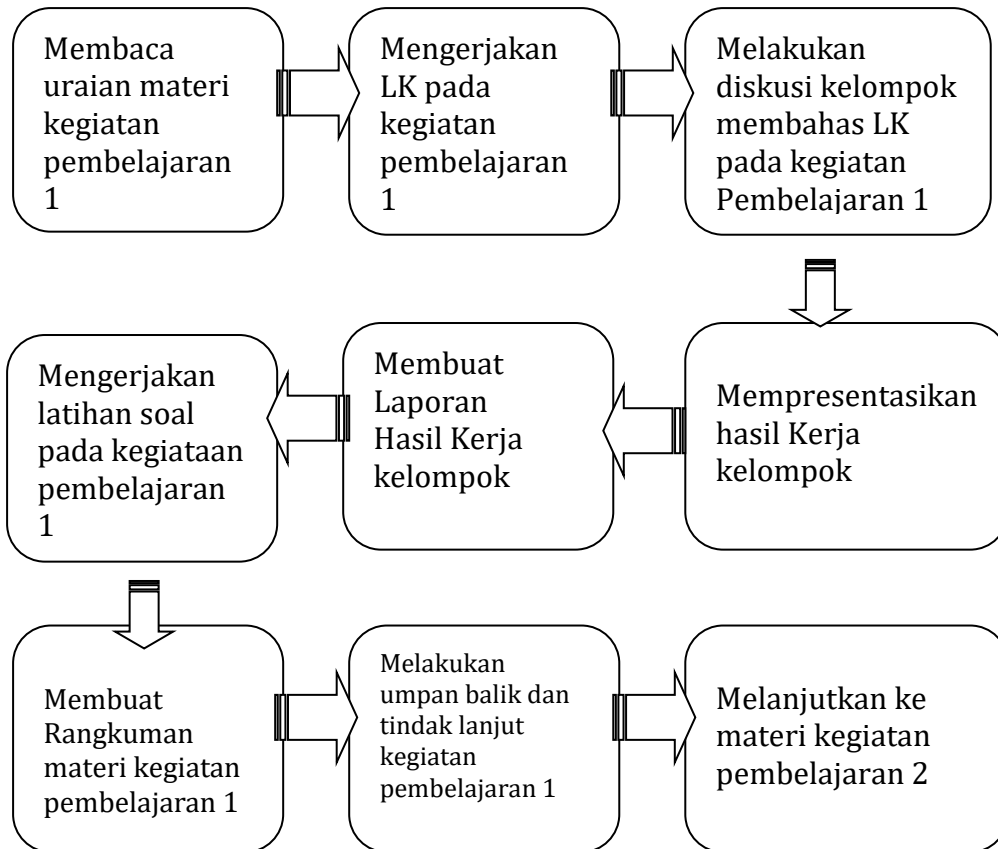 Membaca
uraian materi
kegiatan
pembelajaran
1
Mengerjakan
LK pada
kegiatan
pembelajaran
1
Melakukan
diskusi kelompok
membahas LK
pada kegiatan
Pembelajaran 1
Mempresentasikan
hasil Kerja
kelompok
Membuat
Laporan
Hasil Kerja
kelompok
Mengerjakan
latihan soal
pada kegiataan
pembelajaran
1
Membuat
Rangkuman
materi kegiatan
pembelajaran 1
Melakukan
umpan balik dan
tindak lanjut
kegiatan
pembelajaran 1
Melanjutkan ke
materi kegiatan
pembelajaran 2